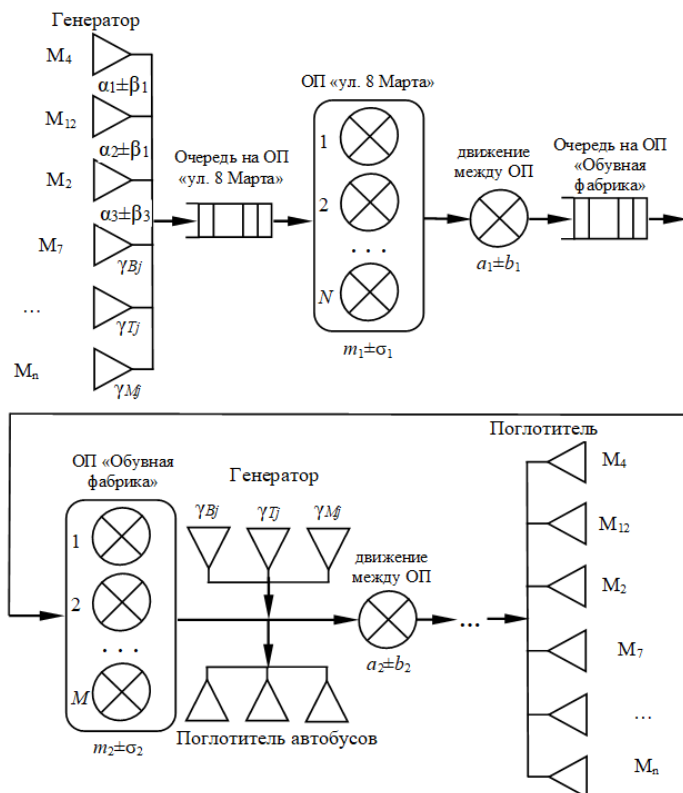 Генератор
M4
α1±β1
M12
α2±β1
M2
α3±β3
M7
γBj
...
γTj
Mn
γMj
Очередь на ОП
«ул. 8 Марта»
ОП «ул. 8 Марта»
1
2
. . .
N
m1±σ1
движение
между ОП
a1±b1
Очередь на ОП
«Обувная
фабрика»
ОП «Обувная
фабрика»
1
2
. . .
M
m2±σ2
Генератор
γBj γTj γMj
Поглотитель автобусов
движение
между ОП
a2±b2
...
Поглотитель
M4
M12
M2
M7
...
Mn